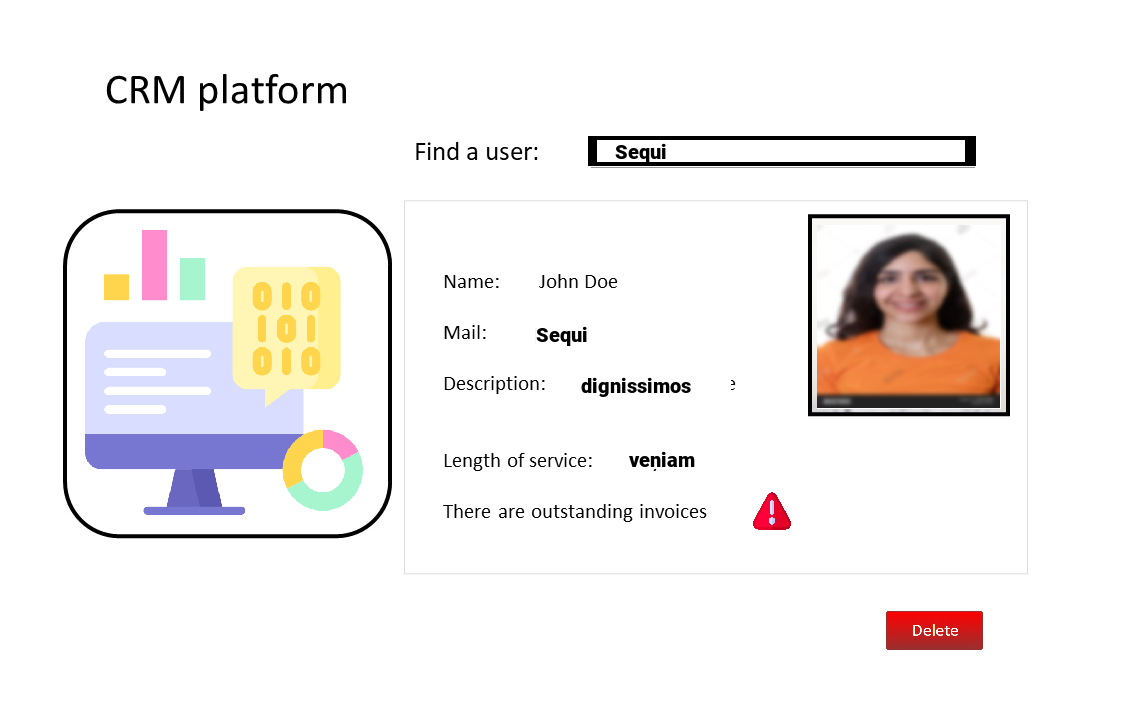 CRM platform
Find a user: Sequi
010
101
010
Name: John Doe
Mail: Sequi
Description: dignissimos e
Length of service: veniam
There are outstanding invoices
Delete